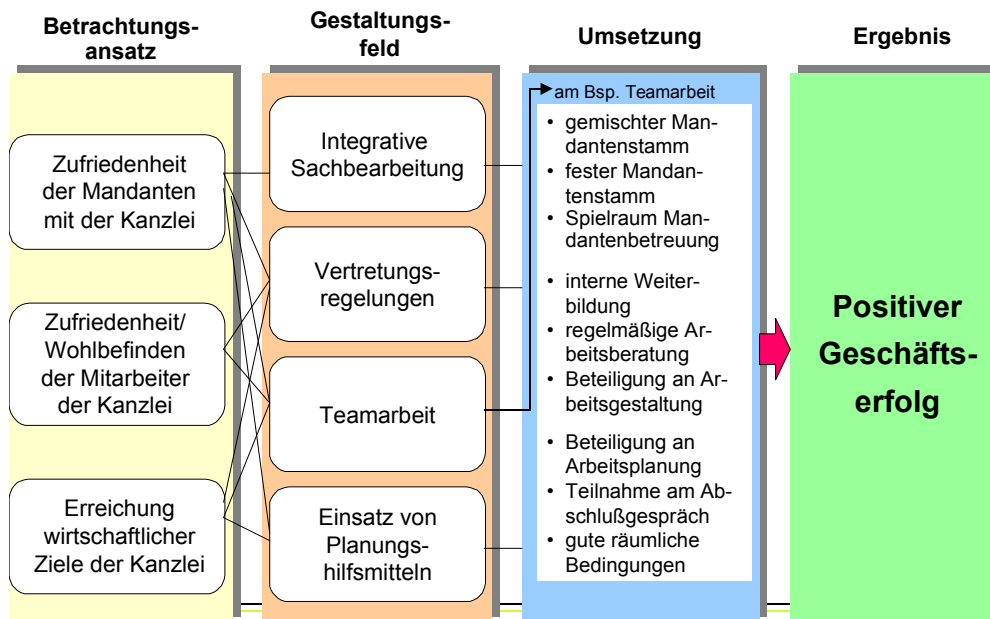 Betrachtungs-
ansatz
Gestaltungs-
feld
Umsetzung
Ergebnis
Zufriedenheit
der Mandanten
mit der Kanzlei
Zufriedenheit/
Wohlbefinden
der Mitarbeiter
der Kanzlei
Erreichung
wirtschaftlicher
Ziele der Kanzlei
Integrative
Sachbearbeitung
Vertretungs-
regelungen
Teamarbeit
Einsatz von
Planungs-
hilfsmitteln
am Bsp. Teamarbeit
• gemischter Man-
dantenstamm
• fester Mandan-
tenstamm
• Spielraum Man-
dantenbetreuung
• interne Weiter-
bildung
• regelmäßige Ar-
beitsberatung
• Beteiligung an Ar-
beitsgestaltung
• Beteiligung an
Arbeitsplanung
• Teilnahme am Ab-
schlußgespräch
• gute räumliche
Bedingungen
Positiver
Geschäfts-
erfolg